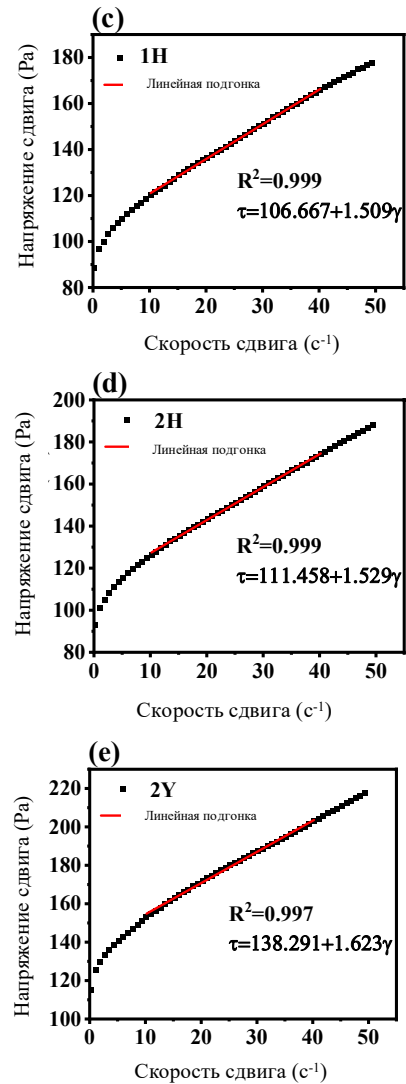 (c)
180
160
140
120
100
80
Напряжение сдвига (Pa)
1H
Линейная подгонка
R²=0.999
τ=106.667+1.509γ
0 10 20 30 40 50
Скорость сдвига (с⁻¹)
(d)
200
180
160
140
120
100
80
Напряжение сдвига (Pa)
2H
Линейная подгонка
R²=0.999
τ=111.458+1.529γ
0 10 20 30 40 50
Скорость сдвига (с⁻¹)
(e)
220
200
180
160
140
120
100
Напряжение сдвига (Pa)
2Y
Линейная подгонка
R²=0.997
τ=138.291+1.623γ
0 10 20 30 40 50
Скорость сдвига (с⁻¹)